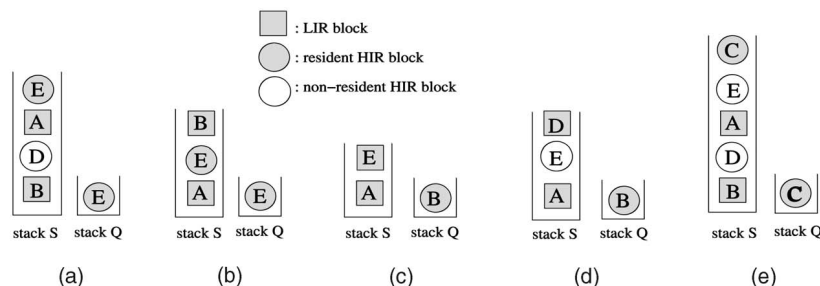 : LIR block
: resident HIR block
: non-resident HIR block
E
A
D
B
E
stack S stack Q
(a)
B
E
A
E
stack S stack Q
(b)
E
A
B
stack S stack Q
(c)
D
E
A
B
stack S stack Q
(d)
C
E
A
D
B
C
stack S stack Q
(e)